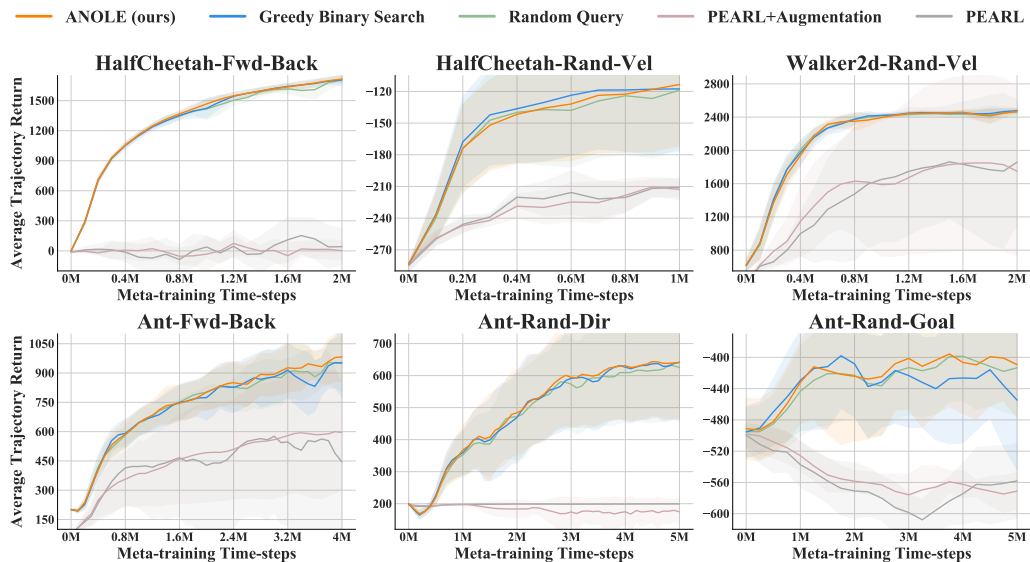 ANOLE (ours) Greedy Binary Search Random Query PEARL+Augmentation PEARL
HalfCheetah-Fwd-Back HalfCheetah-Rand-Vel Walker2d-Rand-Vel
Average Trajectory Return
1500
1200
900
600
300
0
0M 0.4M 0.8M 1.2M 1.6M 2M
Meta-training Time-steps
−120
−150
−180
−210
−240
−270
0M 0.2M 0.4M 0.6M 0.8M 1M
Meta-training Time-steps
2800
2400
2000
1600
1200
800
0M 0.4M 0.8M 1.2M 1.6M 2M
Meta-training Time-steps
Ant-Fwd-Back Ant-Rand-Dir Ant-Rand-Goal
Average Trajectory Return
1050
900
750
600
450
300
150
0M 0.8M 1.6M 2.4M 3.2M 4M
Meta-training Time-steps
700
600
500
400
300
200
0M 1M 2M 3M 4M 5M
Meta-training Time-steps
−400
−440
−480
−520
−560
−600
0M 1M 2M 3M 4M 5M
Meta-training Time-steps